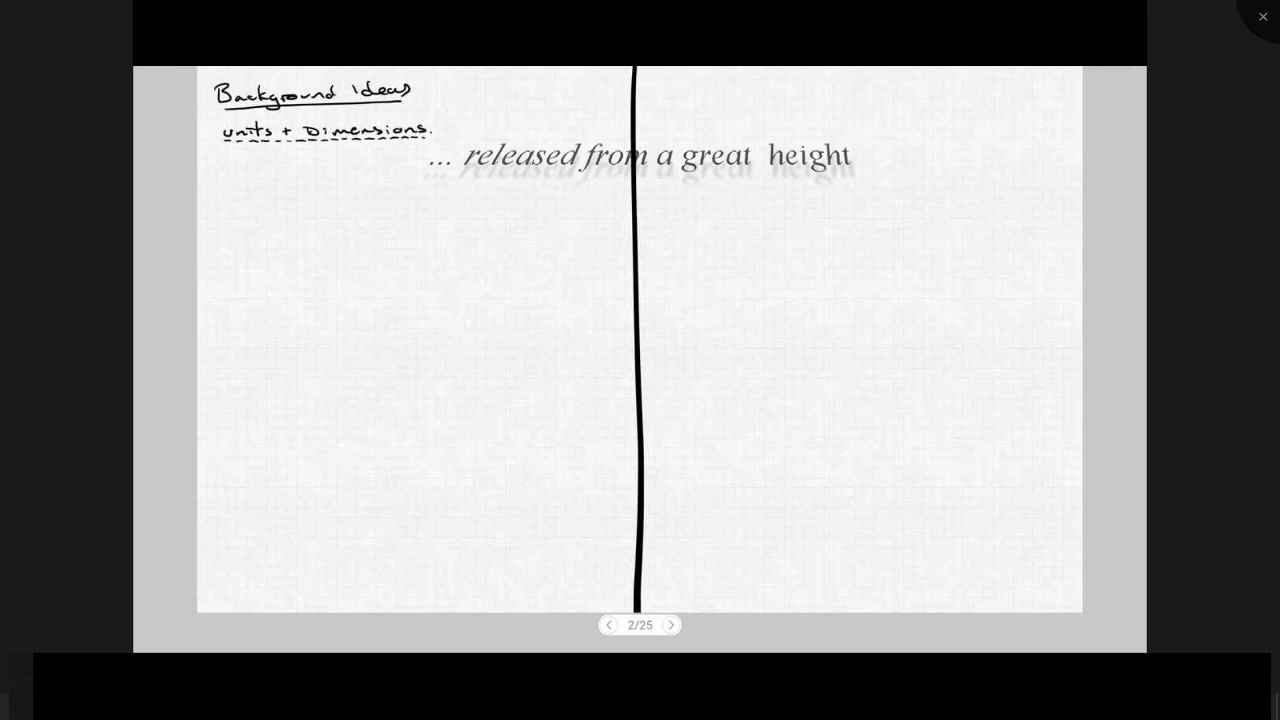 Background Ideas
units + Dimensions.
... released from a great height
2/25